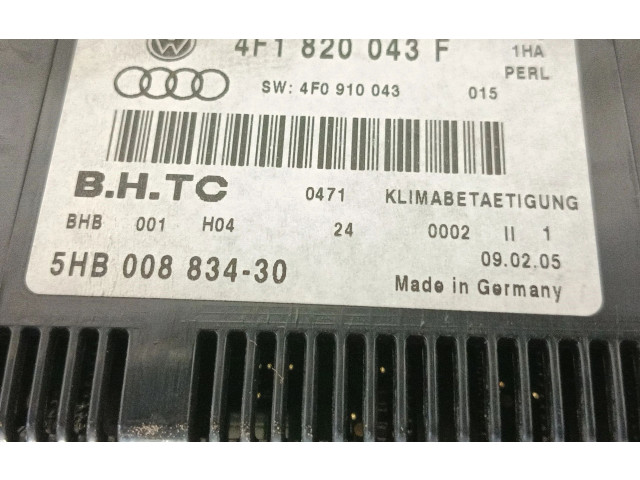 4F1 820 043 F 1HA
SW: 4F0 910 043 015 PERL
B.H.TC 0471 KLIMABETAETIGUNG
BHB 001 H04 24 0002 II 1
5HB 008 834-30 09.02.05
Made in Germany